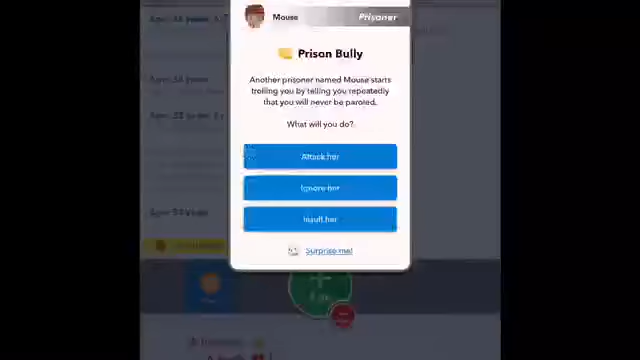 Mouse
Prisoner
Prison Bully
Another prisoner named Mouse starts
trolling you by telling you repeatedly
that you will never be paroled.
What will you do?
Attack her
Ignore her
Insult her
Surprise me!